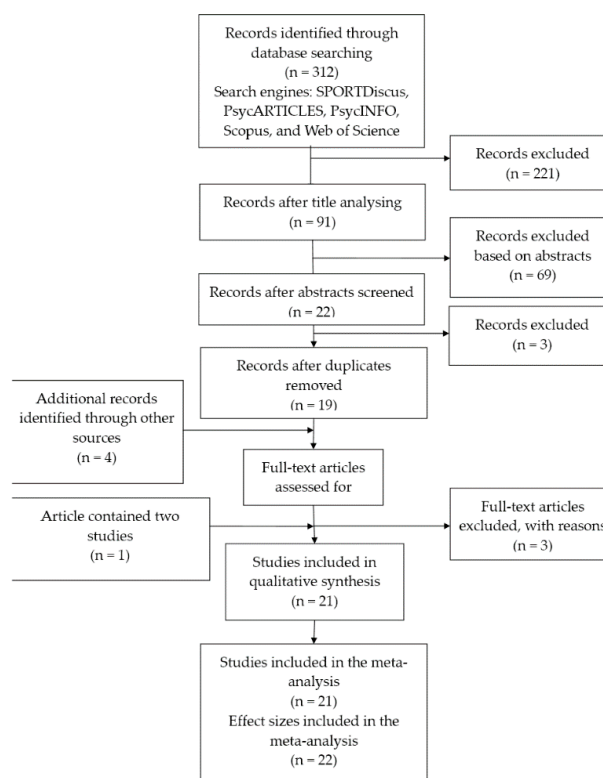 Records identified through
database searching
(n = 312)
Search engines: SPORTDiscus,
PsycARTICLES, PsycINFO,
Scopus, and Web of Science
Records excluded
(n = 221)
Records after title analysing
(n = 91)
Records excluded
based on abstracts
(n = 69)
Records after abstracts screened
(n = 22)
Records excluded
(n = 3)
Records after duplicates
removed
(n = 19)
Additional records
identified through other
sources
(n = 4)
Full-text articles
assessed for
Article contained two
studies
(n = 1)
Full-text articles
excluded, with reasons
(n = 3)
Studies included in
qualitative synthesis
(n = 21)
Studies included in the meta-
analysis
(n = 21)
Effect sizes included in the
meta-analysis
(n = 22)